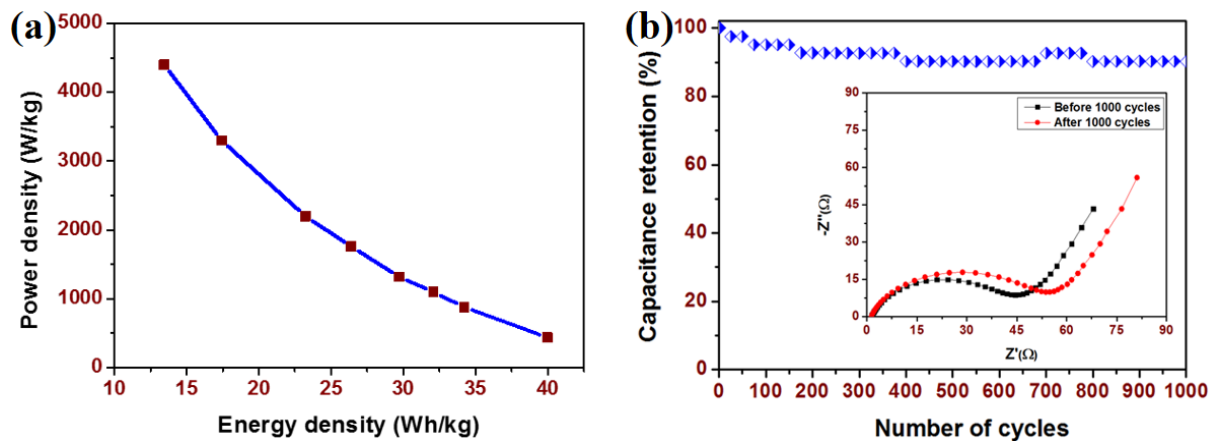 (a)
5000
4000
3000
2000
1000
0
10 15 20 25 30 35 40
Power density (W/kg)
Energy density (Wh/kg)
(b)
100
80
60
40
20
0
0 100 200 300 400 500 600 700 800 900 1000
Capacitance retention (%)
Number of cycles
90
75
60
45
30
15
0
0 15 30 45 60 75 90
-Z''(Ω)
Z'(Ω)
Before 1000 cycles
After 1000 cycles